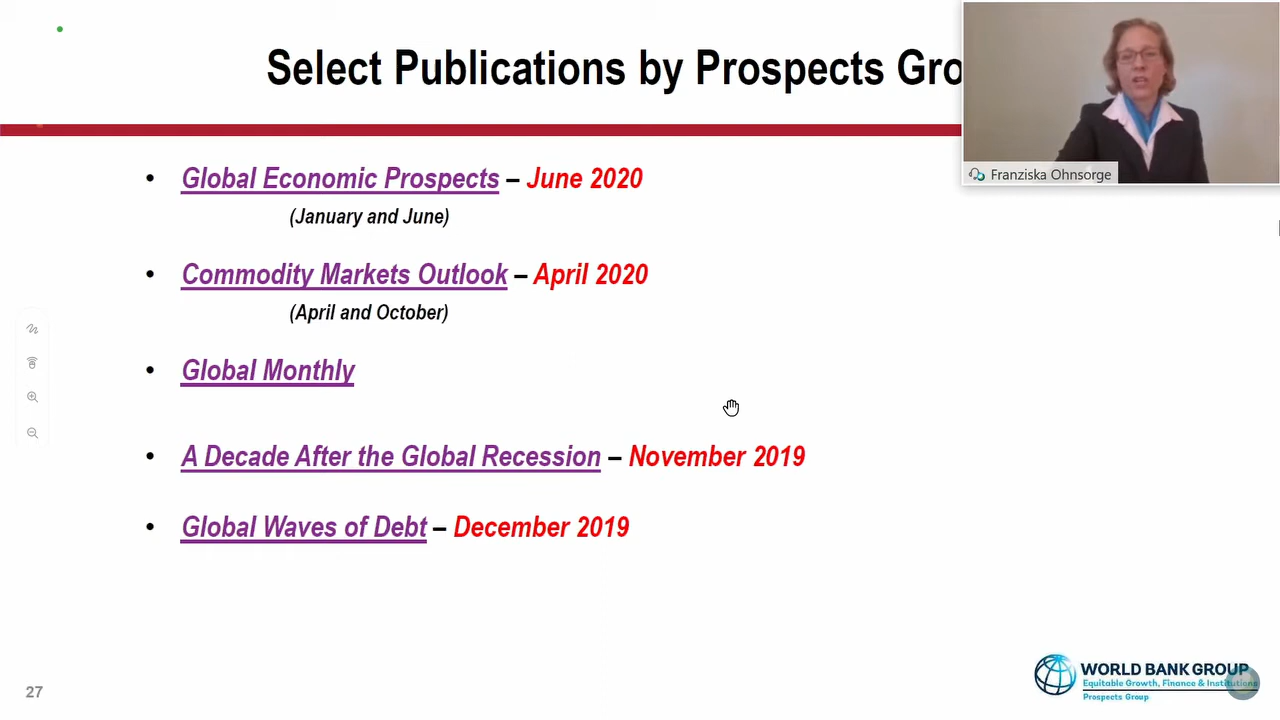 Select Publications by Prospects Gro
Franziska Ohnsorge
• Global Economic Prospects – June 2020
(January and June)
• Commodity Markets Outlook – April 2020
(April and October)
• Global Monthly
• A Decade After the Global Recession – November 2019
• Global Waves of Debt – December 2019
27
WORLD BANK GROUP
Equitable Growth, Finance & Institutions
Prospects Group